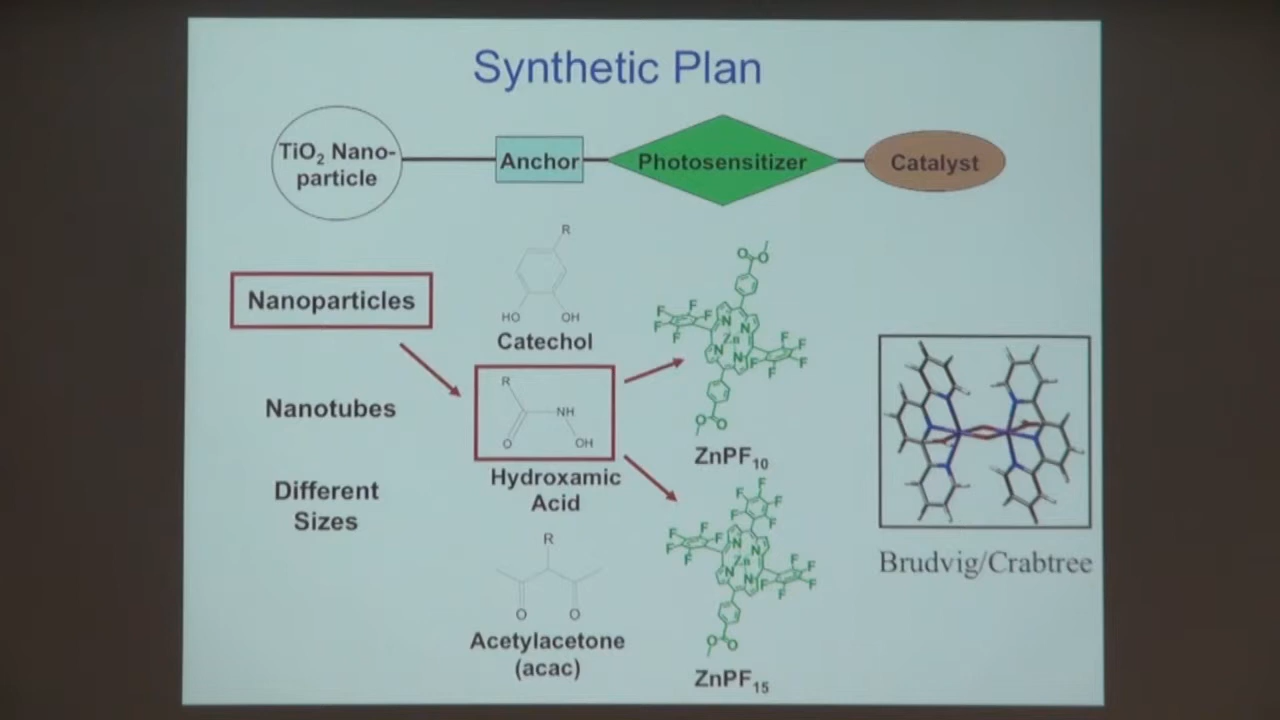 Synthetic Plan
TiO₂ Nano-
particle
Anchor
Photosensitizer
Catalyst
Nanoparticles
Nanotubes
Different
Sizes
R
HO
OH
Catechol
R
NH
O
OH
Hydroxamic
Acid
R
O
O
Acetylacetone
(acac)
ZnPF₁₀
ZnPF₁₅
Brudvig/Crabtree